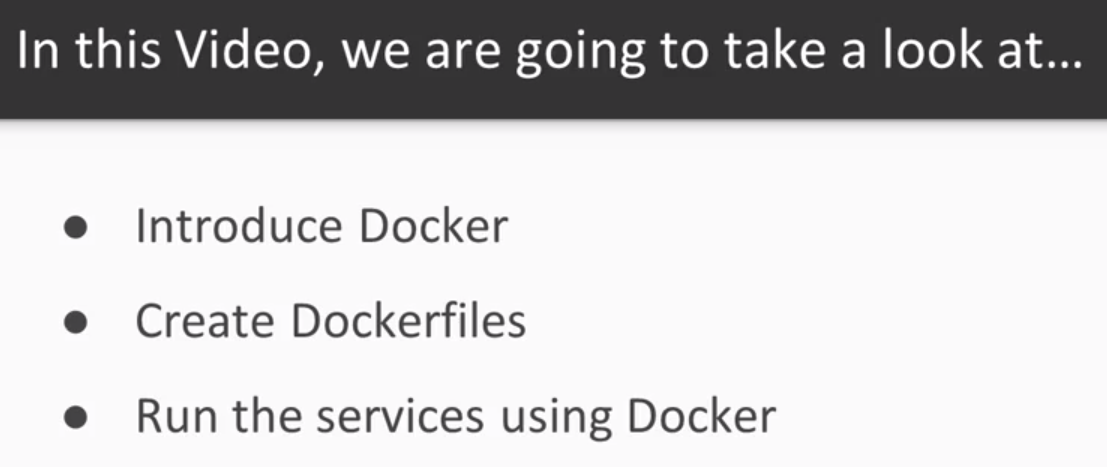 In this Video, we are going to take a look at...
● Introduce Docker
● Create Dockerfiles
● Run the services using Docker